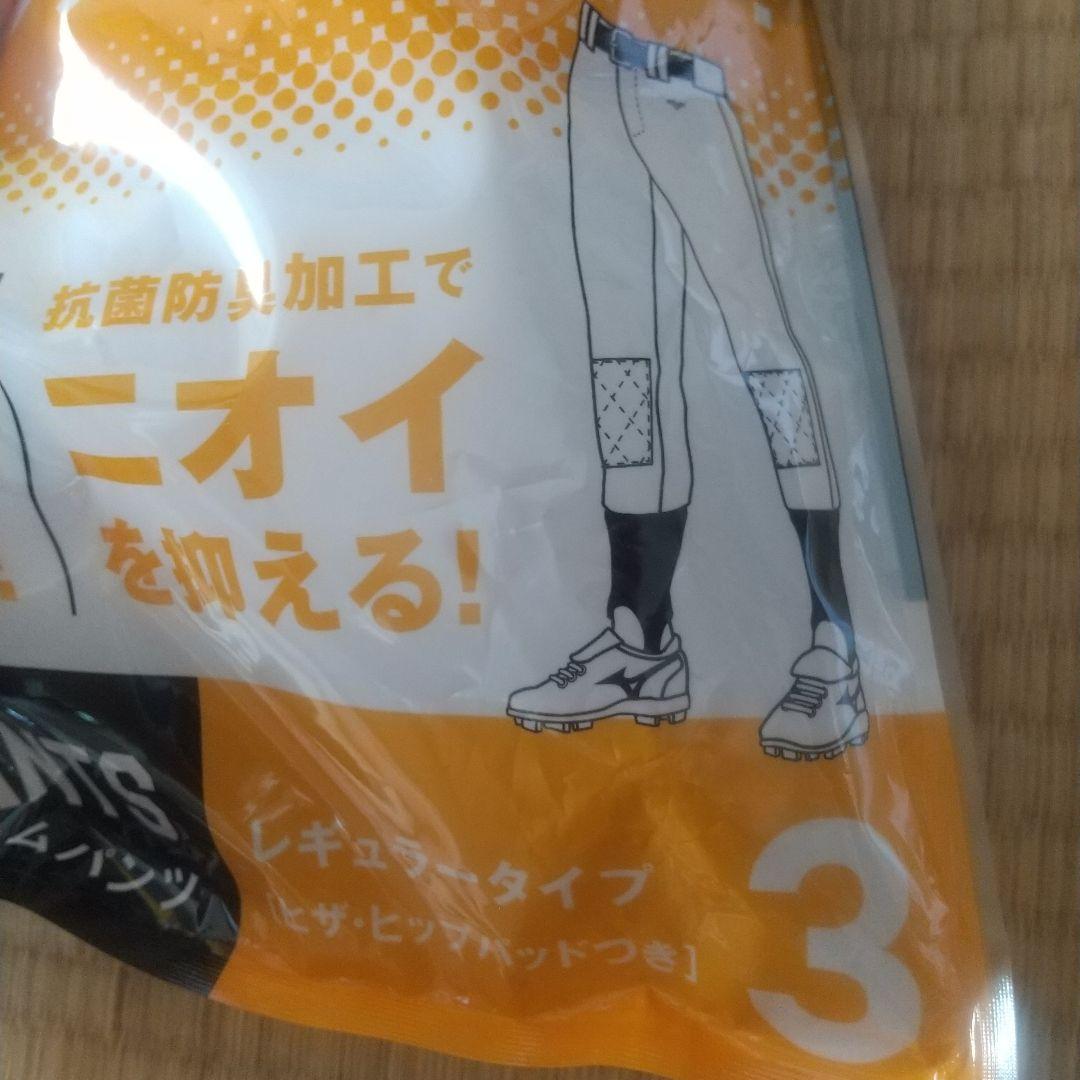 抗菌防臭加工で
ニオイ
を抑える!
ANTS
ムパンツ
レギュラータイプ
[ヒザ・ヒップパッドつき]
3